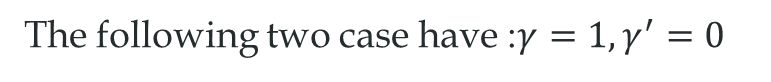 The following two case have :γ = 1, γ′ = 0